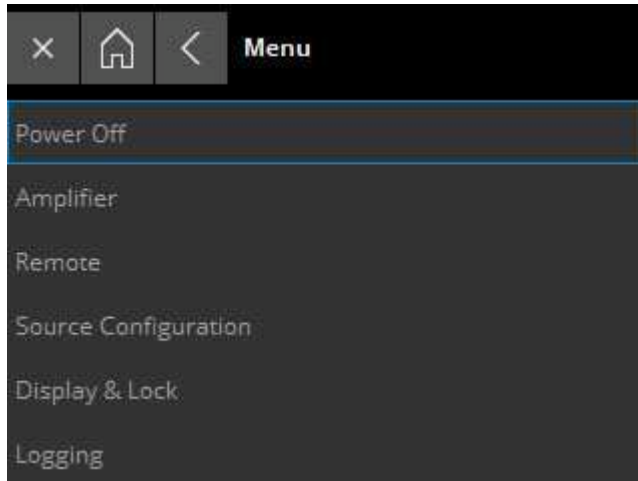 Menu
Power Off
Amplifier
Remote
Source Configuration
Display & Lock
Logging